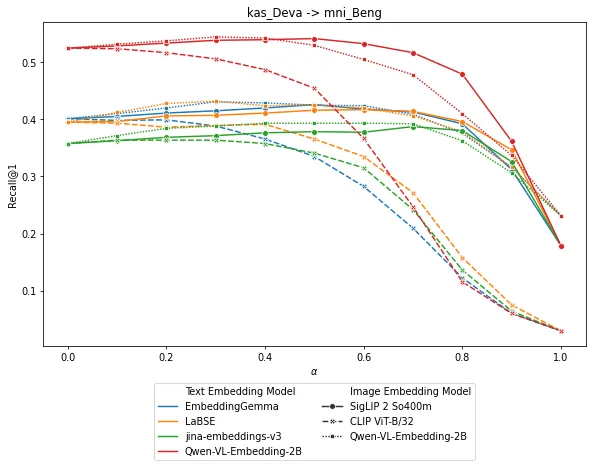 kas_Deva -> mni_Beng
Recall@1
0.5
0.4
0.3
0.2
0.1
0.0 0.2 0.4 0.6 0.8 1.0
α
Text Embedding Model Image Embedding Model
EmbeddingGemma SigLIP 2 So400m
LaBSE CLIP ViT-B/32
jina-embeddings-v3 Qwen-VL-Embedding-2B
Qwen-VL-Embedding-2B